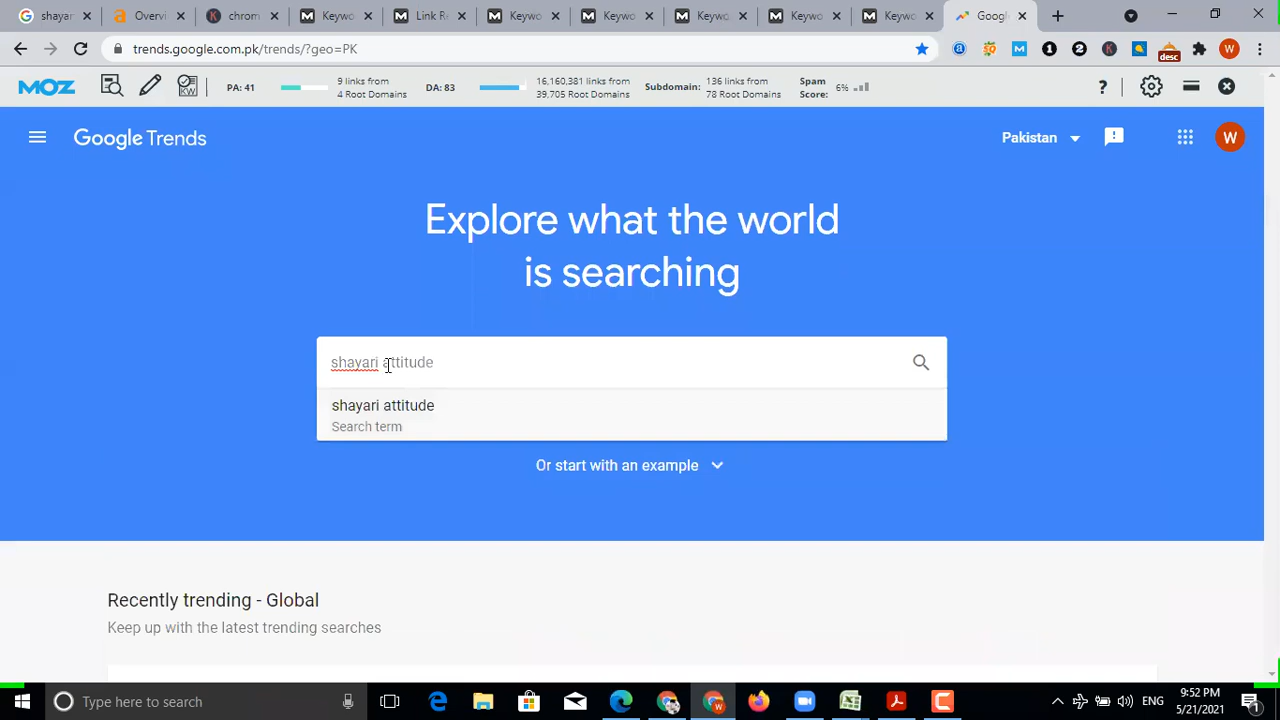 shayar
Overvi
chrom
Keywo
Link Re
Keywo
Keywo
Keywo
Keywo
Keywo
Googl
trends.google.com.pk/trends/?geo=PK
desc
W
MOZ
PA: 41
9 links from
4 Root Domains
DA: 83
16,160,381 links from
39,705 Root Domains
Subdomain:
136 links from
78 Root Domains
Spam
Score:
6%
?
Google Trends
Pakistan
W
Explore what the world
is searching
shayari attitude
shayari attitude
Search term
Or start with an example
Recently trending - Global
Keep up with the latest trending searches
Type here to search
ENG
9:52 PM
5/21/2021